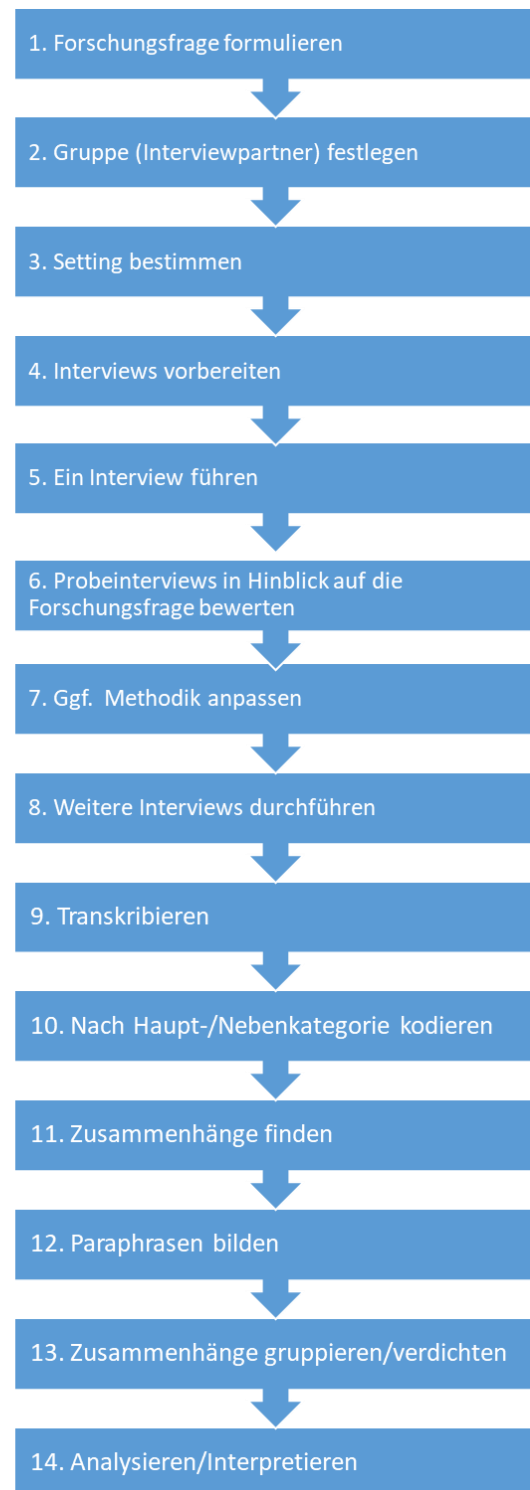 1. Forschungsfrage formulieren
2. Gruppe (Interviewpartner) festlegen
3. Setting bestimmen
4. Interviews vorbereiten
5. Ein Interview führen
6. Probeinterviews in Hinblick auf die
Forschungsfrage bewerten
7. Ggf. Methodik anpassen
8. Weitere Interviews durchführen
9. Transkribieren
10. Nach Haupt-/Nebenkategorie kodieren
11. Zusammenhänge finden
12. Paraphrasen bilden
13. Zusammenhänge gruppieren/verdichten
14. Analysieren/Interpretieren